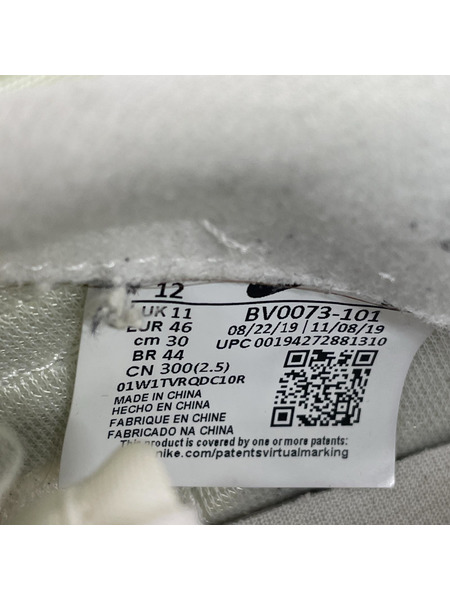 12
UK 11
EUR 46
cm 30
BR 44
CN 300(2.5)
01W1TVRQDC10R
MADE IN CHINA
HECHO EN CHINA
FABRIQUE EN CHINE
FABRICADO NA CHINA
BV0073-101
08/22/19 | 11/08/19
UPC 00194272881310
This product is covered by one or more patents:
nike.com/patentsvirtualmarking